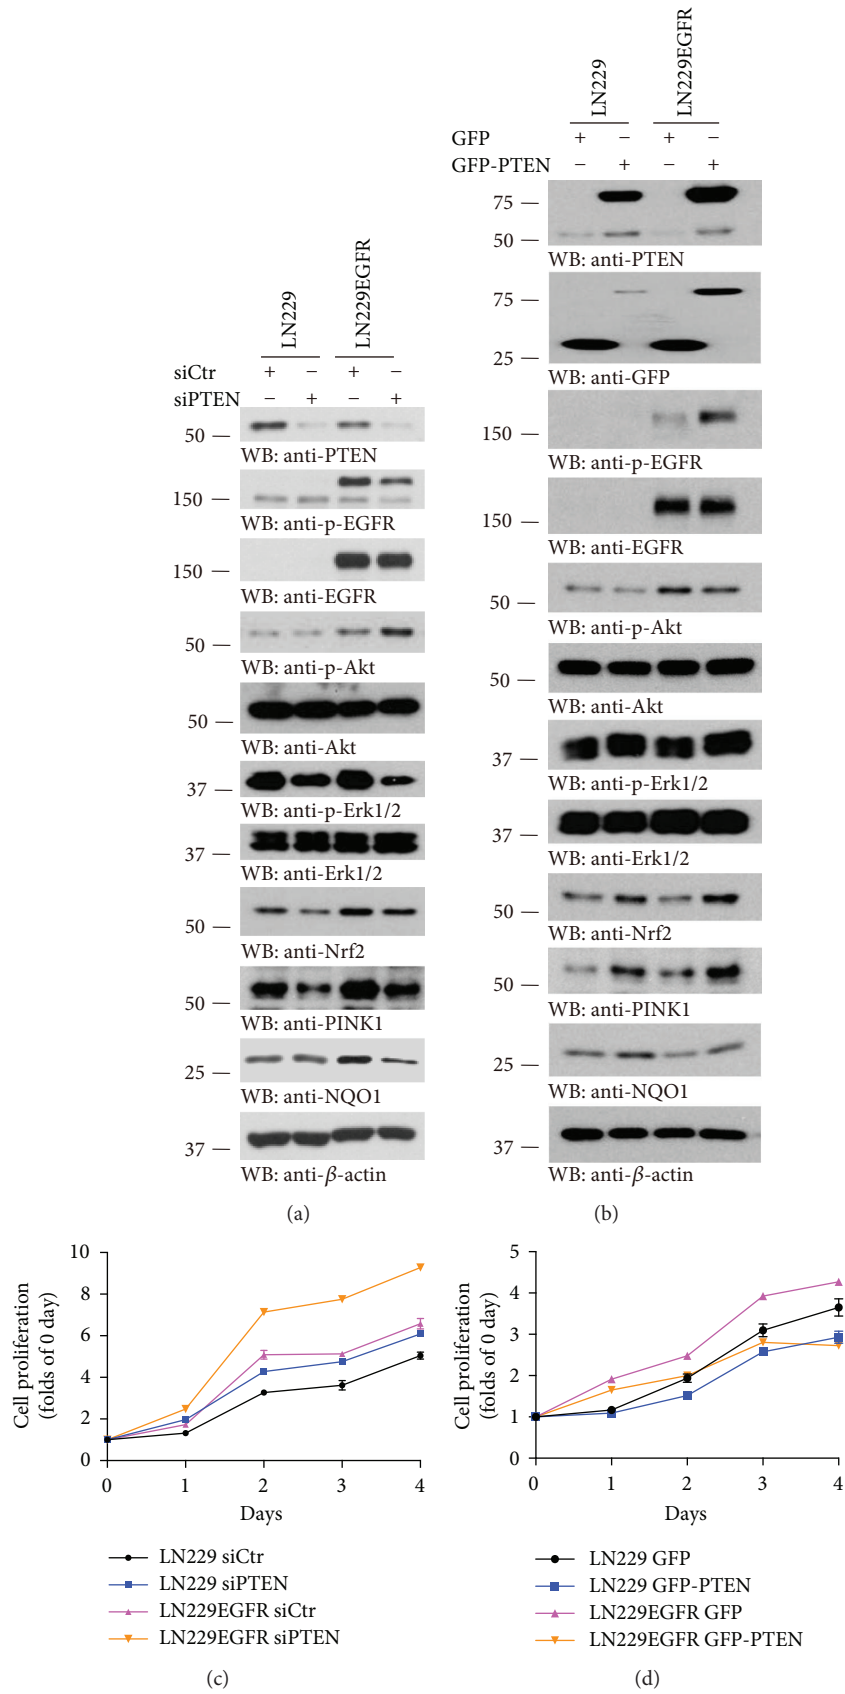 LN229
LN229EGFR
siCtr + − + −
siPTEN − + − +
50
WB: anti-PTEN
150
WB: anti-p-EGFR
150
WB: anti-EGFR
50
WB: anti-p-Akt
50
WB: anti-Akt
37
WB: anti-p-Erk1/2
37
WB: anti-Erk1/2
50
WB: anti-Nrf2
50
WB: anti-PINK1
25
WB: anti-NQO1
37
WB: anti-β-actin
(a)
LN229
LN229EGFR
GFP + − + −
GFP-PTEN − + − +
75
50
WB: anti-PTEN
75
25
WB: anti-GFP
150
WB: anti-p-EGFR
150
WB: anti-EGFR
50
WB: anti-p-Akt
50
WB: anti-Akt
37
WB: anti-p-Erk1/2
37
WB: anti-Erk1/2
50
WB: anti-Nrf2
50
WB: anti-PINK1
25
WB: anti-NQO1
37
WB: anti-β-actin
(b)
Cell proliferation
(folds of 0 day)
10
8
6
4
2
0
0 1 2 3 4
Days
LN229 siCtr
LN229 siPTEN
LN229EGFR siCtr
LN229EGFR siPTEN
(c)
Cell proliferation
(folds of 0 day)
5
4
3
2
1
0
0 1 2 3 4
Days
LN229 GFP
LN229 GFP-PTEN
LN229EGFR GFP
LN229EGFR GFP-PTEN
(d)